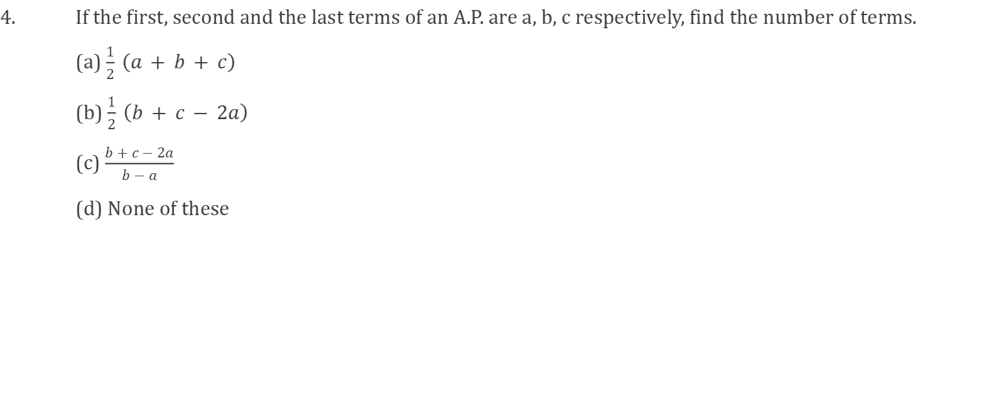 4. If the first, second and the last terms of an A.P. are a, b, c respectively, find the number of terms.
(a) \frac{1}{2} (a + b + c)
(b) \frac{1}{2} (b + c − 2a)
(c) \frac{b + c − 2a}{b − a}
(d) None of these